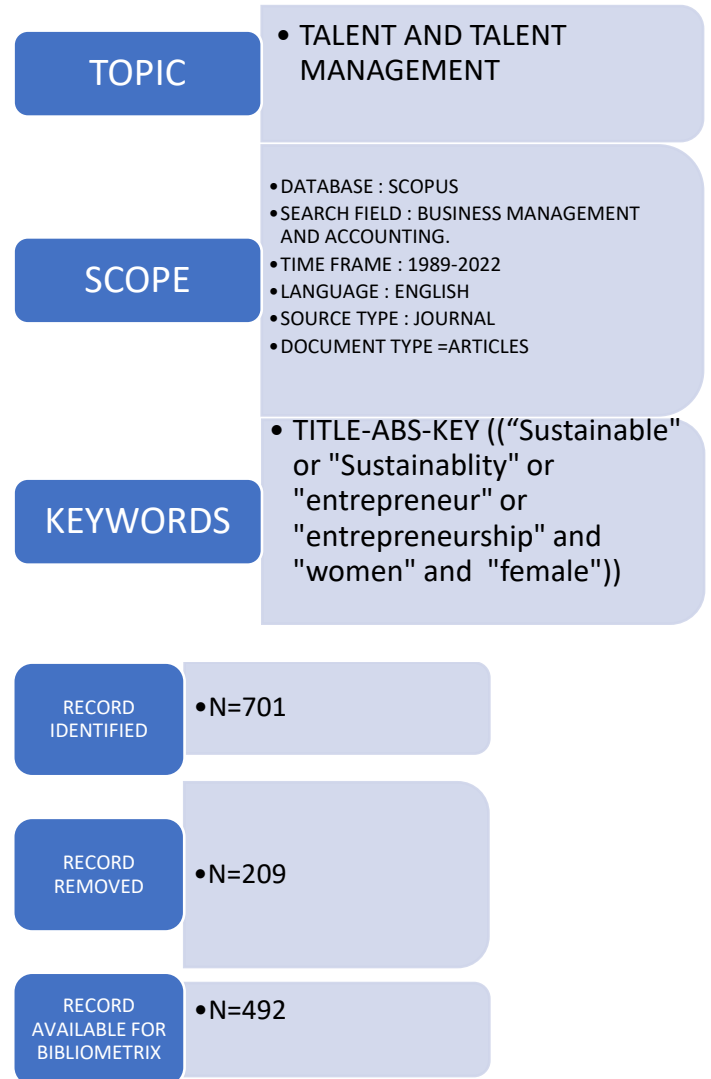 TOPIC
• TALENT AND TALENT
MANAGEMENT
SCOPE
•DATABASE : SCOPUS
•SEARCH FIELD : BUSINESS MANAGEMENT
AND ACCOUNTING.
•TIME FRAME : 1989-2022
•LANGUAGE : ENGLISH
•SOURCE TYPE : JOURNAL
•DOCUMENT TYPE =ARTICLES
KEYWORDS
• TITLE-ABS-KEY ((“Sustainable"
or "Sustainablity" or
"entrepreneur" or
"entrepreneurship" and
"women" and "female"))
RECORD
IDENTIFIED
•N=701
RECORD
REMOVED
•N=209
RECORD
AVAILABLE FOR
BIBLIOMETRIX
•N=492